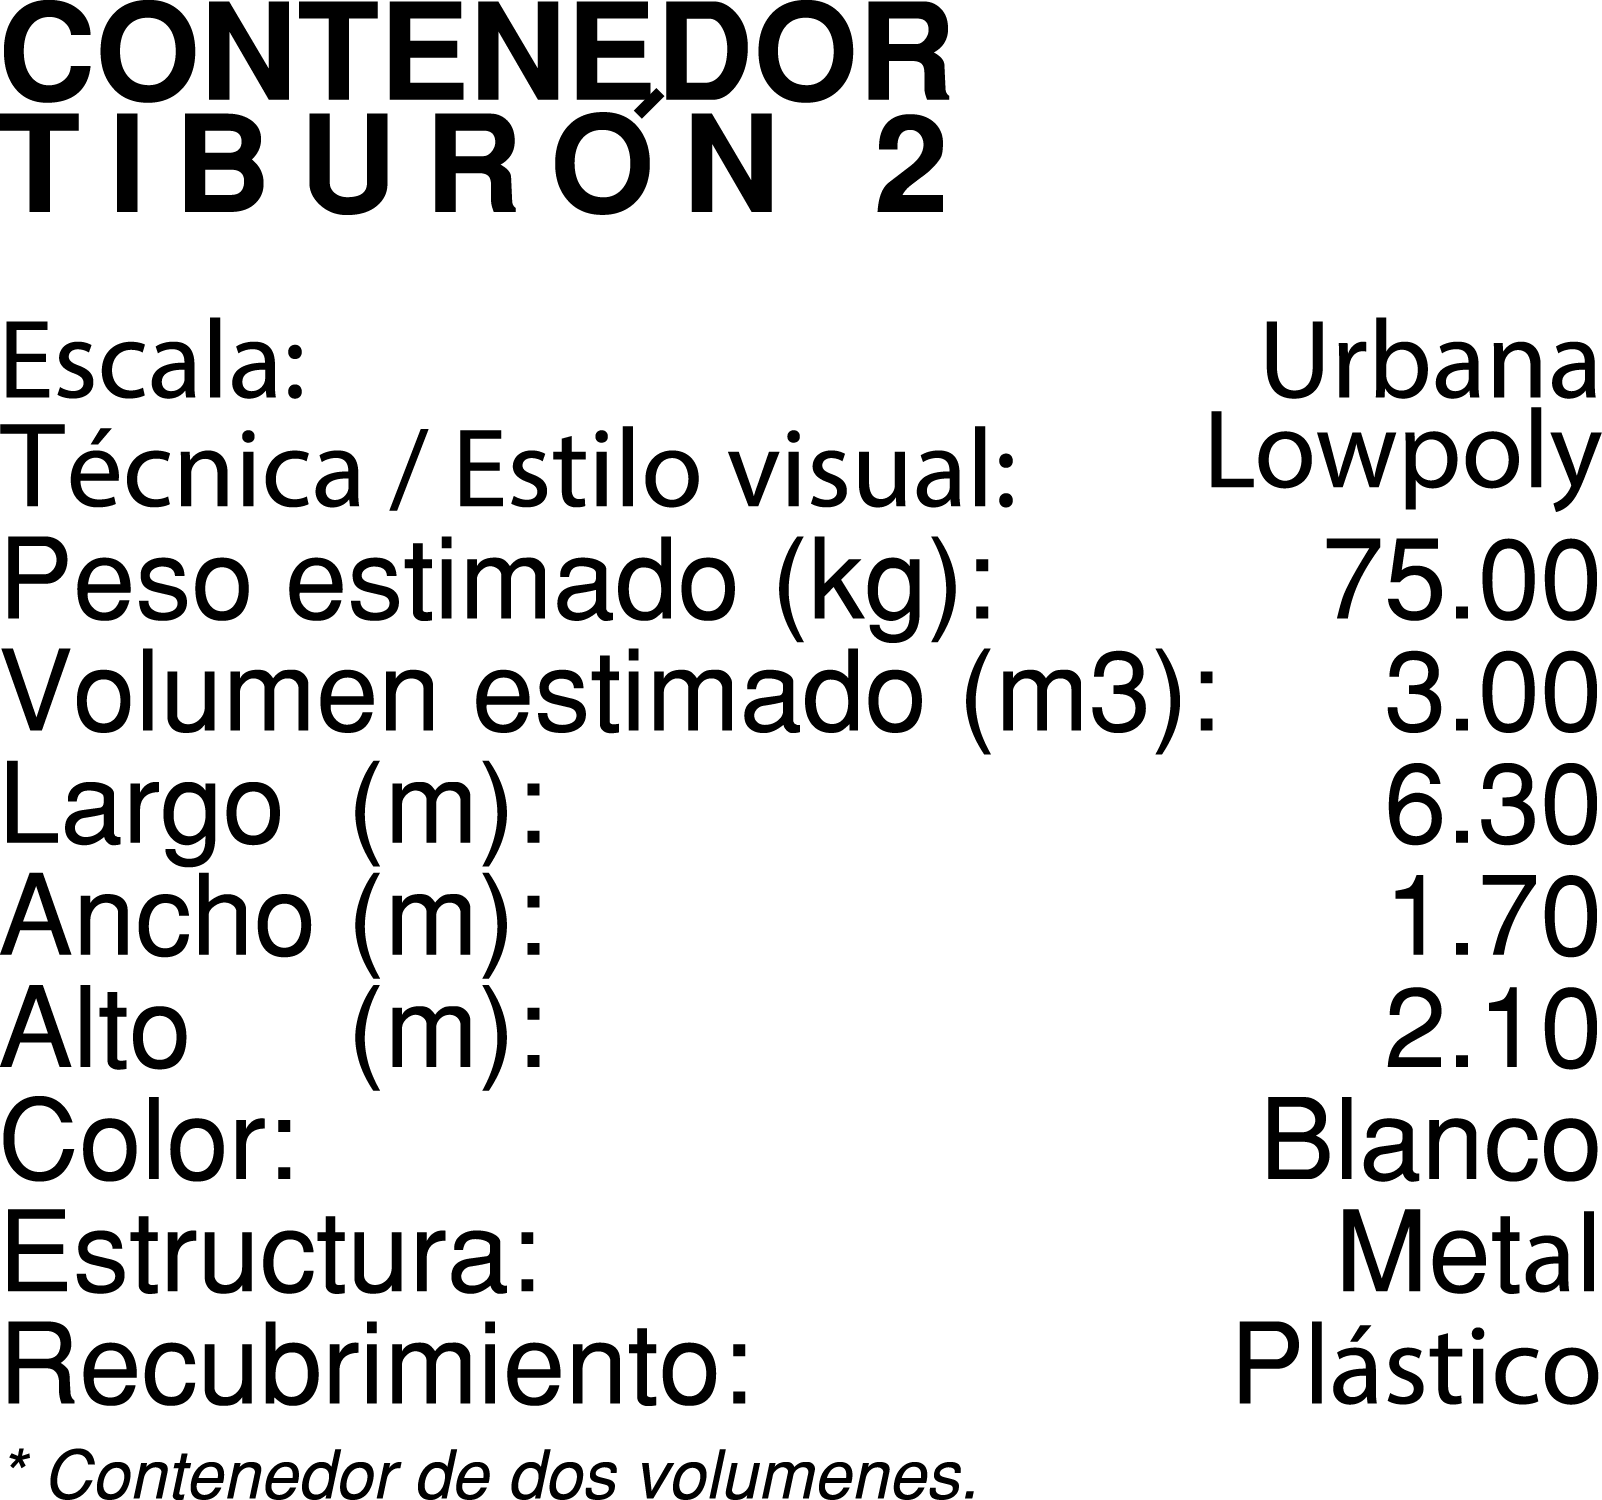 CONTENEDOR
TIBURÓN 2
Escala: Urbana
Técnica / Estilo visual: Lowpoly
Peso estimado (kg): 75.00
Volumen estimado (m3): 3.00
Largo (m): 6.30
Ancho (m): 1.70
Alto (m): 2.10
Color: Blanco
Estructura: Metal
Recubrimiento: Plástico
* Contenedor de dos volumenes.